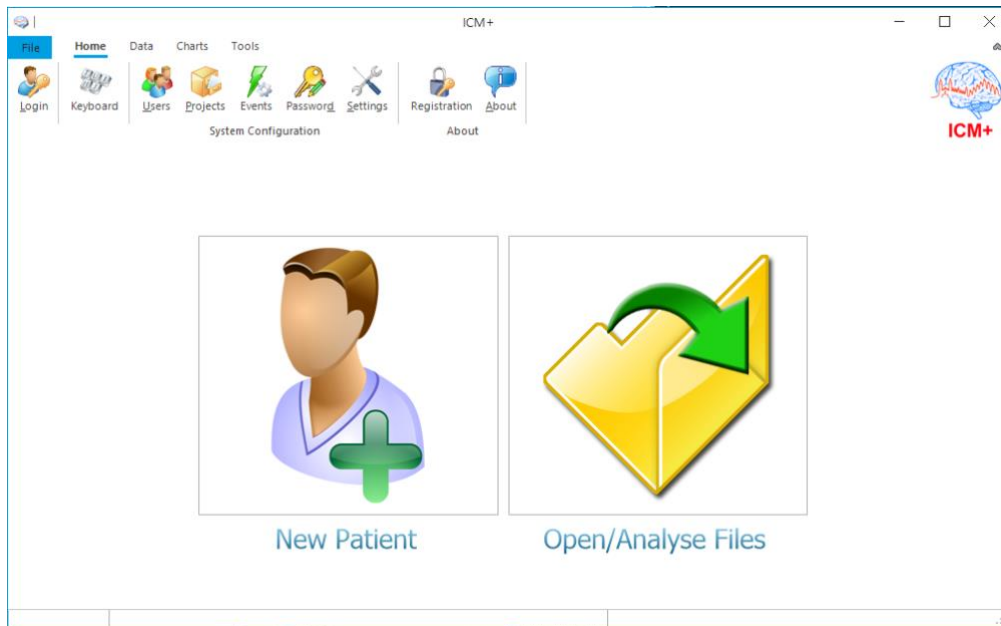 ICM+
File Home Data Charts Tools
Login Keyboard Users Projects Events Password Settings Registration About
System Configuration About
ICM+
New Patient Open/Analyse Files